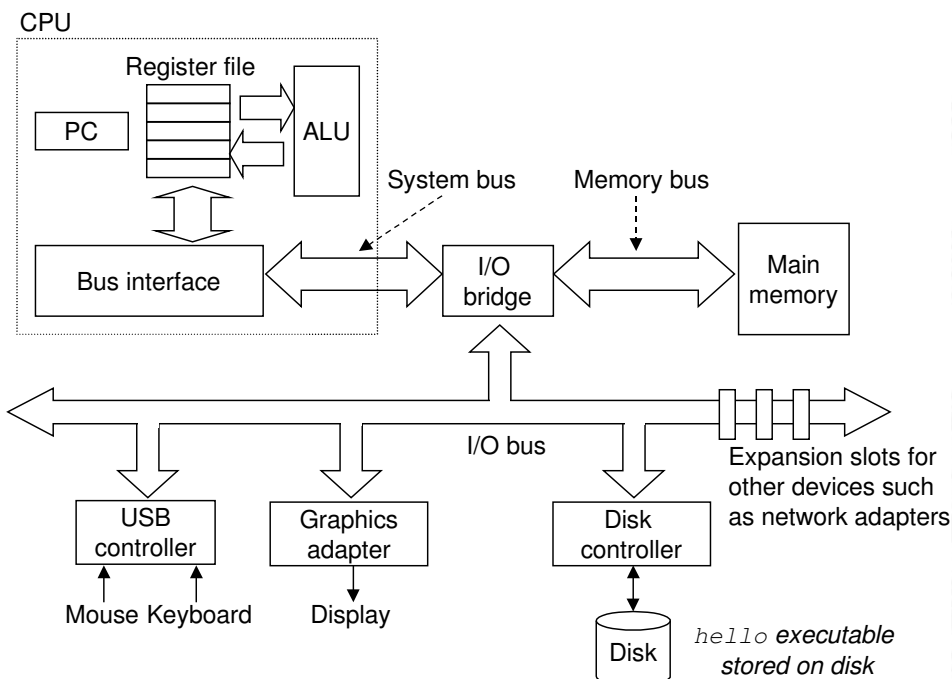 CPU
Register file
PC
ALU
System bus
Memory bus
Bus interface
I/O
bridge
Main
memory
I/O bus
Expansion slots for
other devices such
as network adapters
USB
controller
Graphics
adapter
Disk
controller
Mouse Keyboard
Display
Disk
hello executable
stored on disk